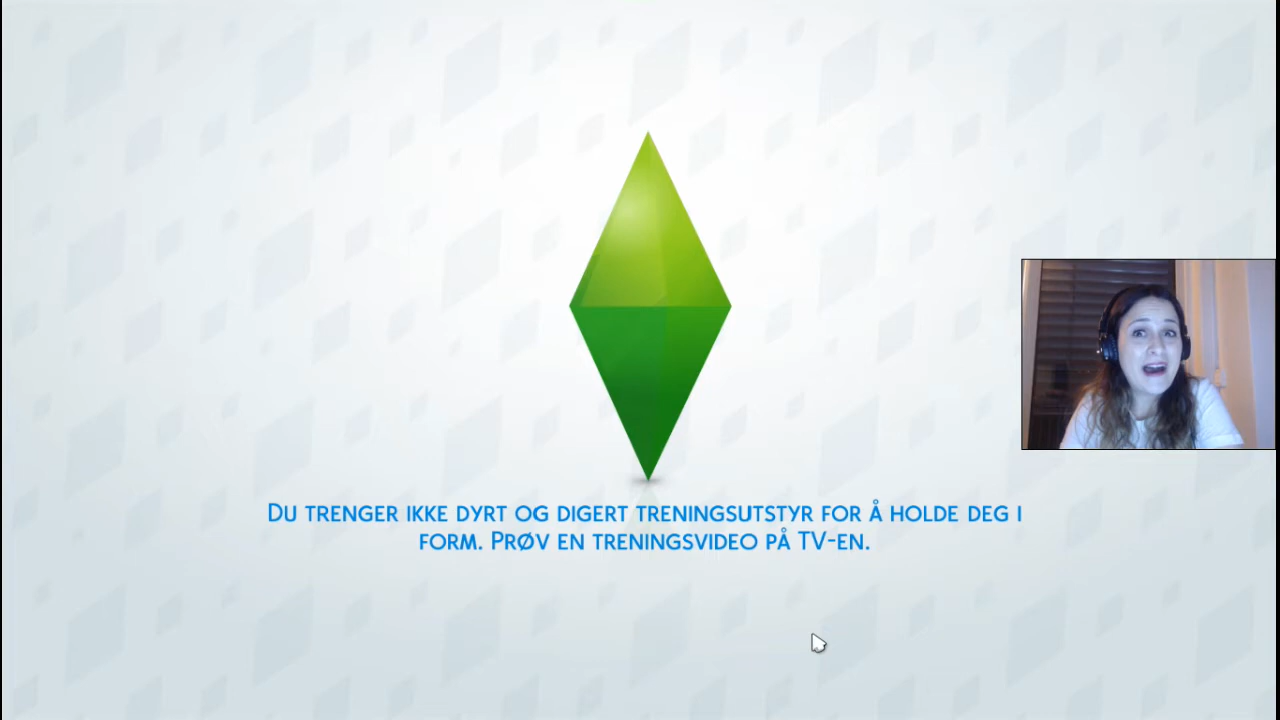 Du trenger ikke dyrt og digert treningsutstyr for å holde deg i
form. Prøv en treningsvideo på TV-en.